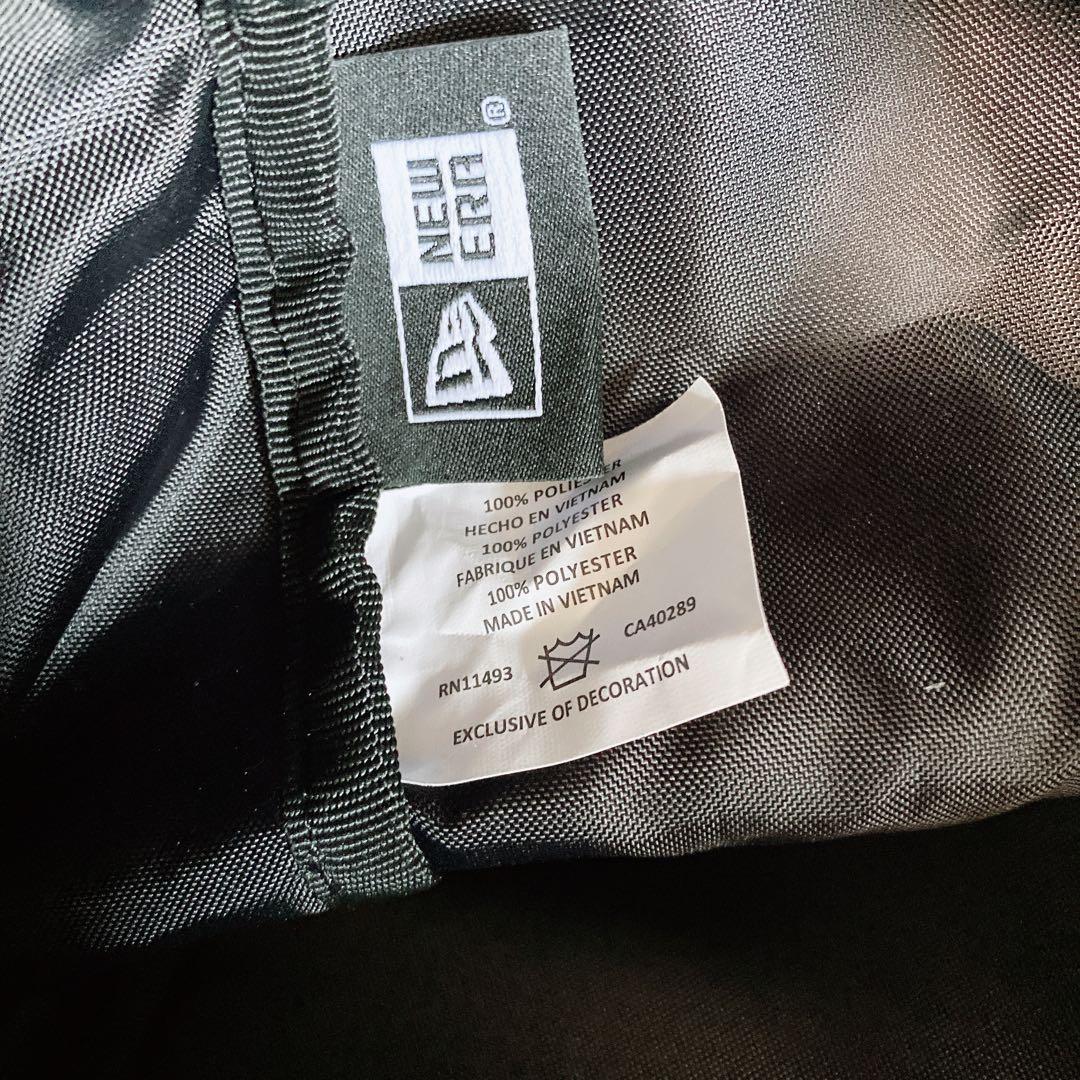 NEW
ERA
®
100% POLIESTER
HECHO EN VIETNAM
100% POLYESTER
FABRIQUE EN VIETNAM
100% POLYESTER
MADE IN VIETNAM
RN11493 CA40289
EXCLUSIVE OF DECORATION